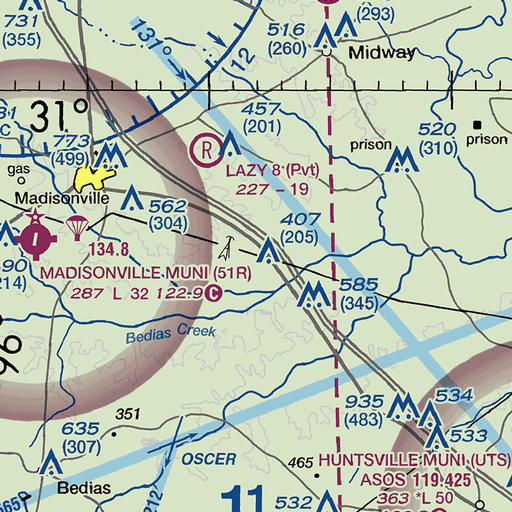 731
(355)
131°
12
516
(260)
(293)
Midway
31°
457
(201)
773
(499)
R
prison
520
(310)
prison
gas
Madisonville
LAZY 8 (Pvt)
227 - 19
562
(304)
407
(205)
134.8
MADISONVILLE MUNI (51R)
287 L 32 122.9 C
585
(345)
Bedias Creek
96°
935
(483)
534
533
351
635
(307)
OSCER
212°
465
HUNTSVILLE MUNI (UTS)
ASOS 119.425
363 *L 50
Bedias
11
532